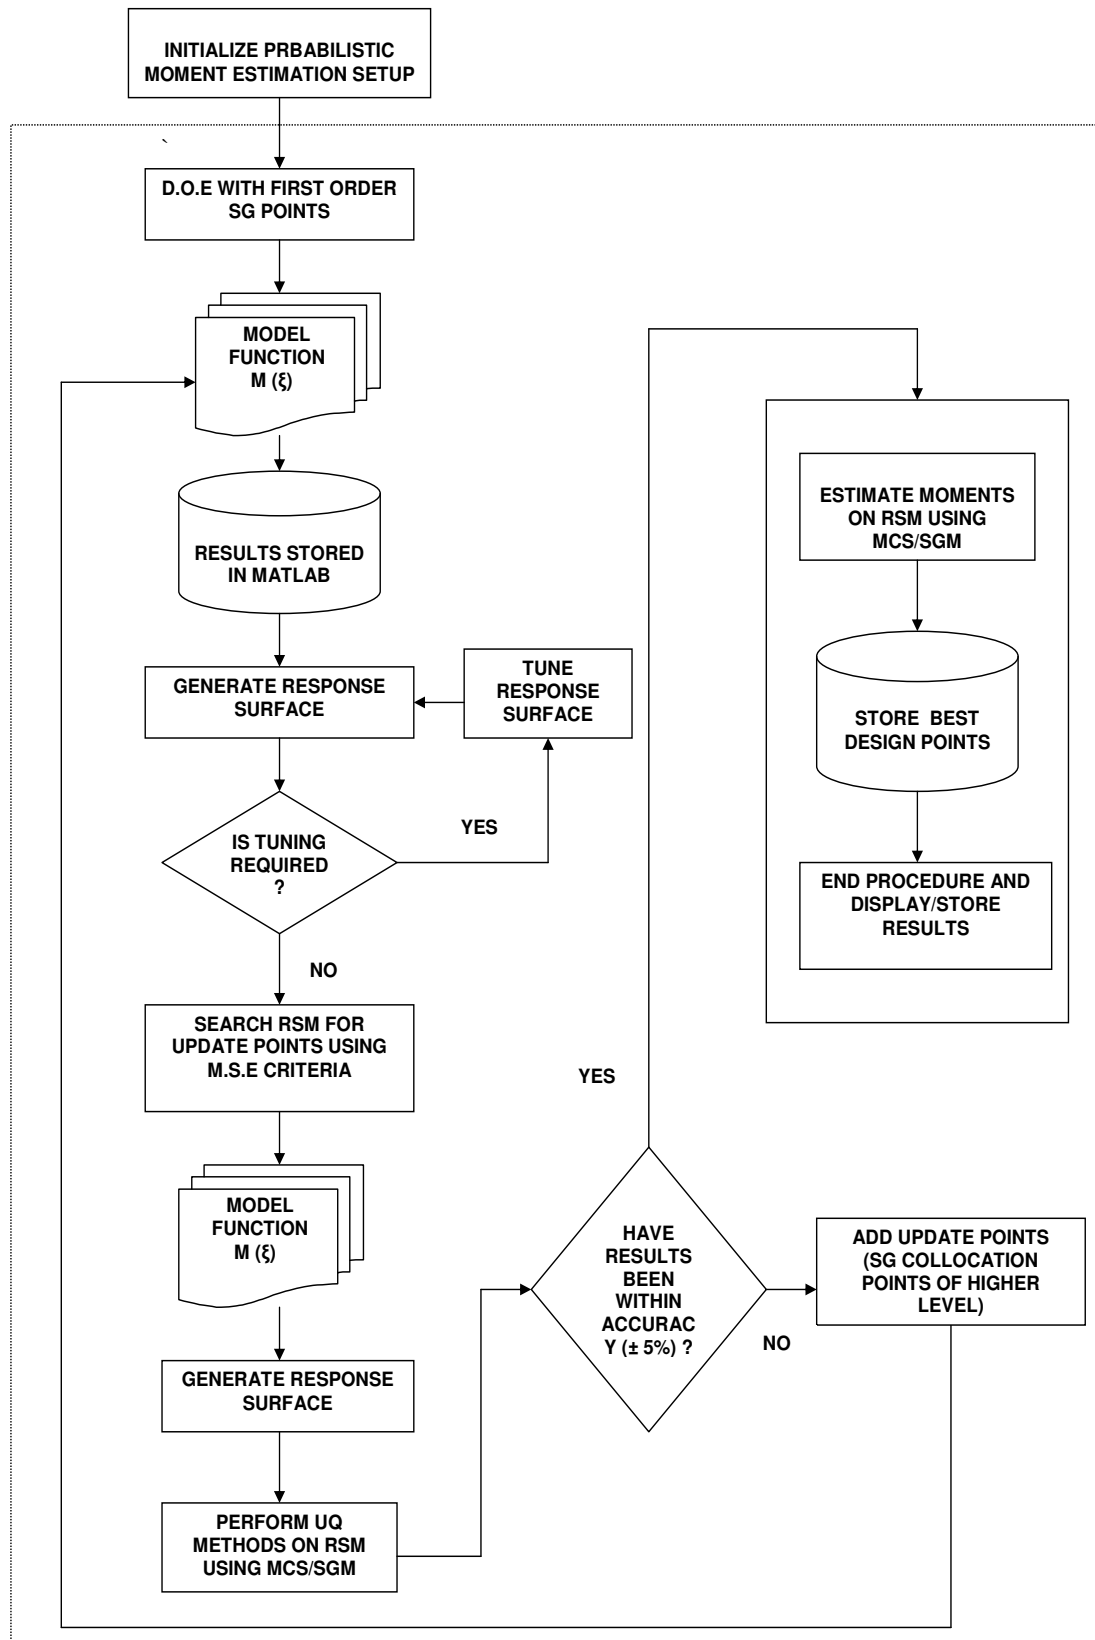 INITIALIZE PRBABILISTIC
MOMENT ESTIMATION SETUP
`
D.O.E WITH FIRST ORDER
SG POINTS
MODEL
FUNCTION
M (ξ)
RESULTS STORED
IN MATLAB
GENERATE RESPONSE
SURFACE
TUNE
RESPONSE
SURFACE
IS TUNING
REQUIRED
?
YES
NO
SEARCH RSM FOR
UPDATE POINTS USING
M.S.E CRITERIA
MODEL
FUNCTION
M (ξ)
GENERATE RESPONSE
SURFACE
PERFORM UQ
METHODS ON RSM
USING MCS/SGM
HAVE
RESULTS
BEEN
WITHIN
ACCURAC
Y (± 5%) ?
YES
NO
ADD UPDATE POINTS
(SG COLLOCATION
POINTS OF HIGHER
LEVEL)
ESTIMATE MOMENTS
ON RSM USING
MCS/SGM
STORE BEST
DESIGN POINTS
END PROCEDURE AND
DISPLAY/STORE
RESULTS